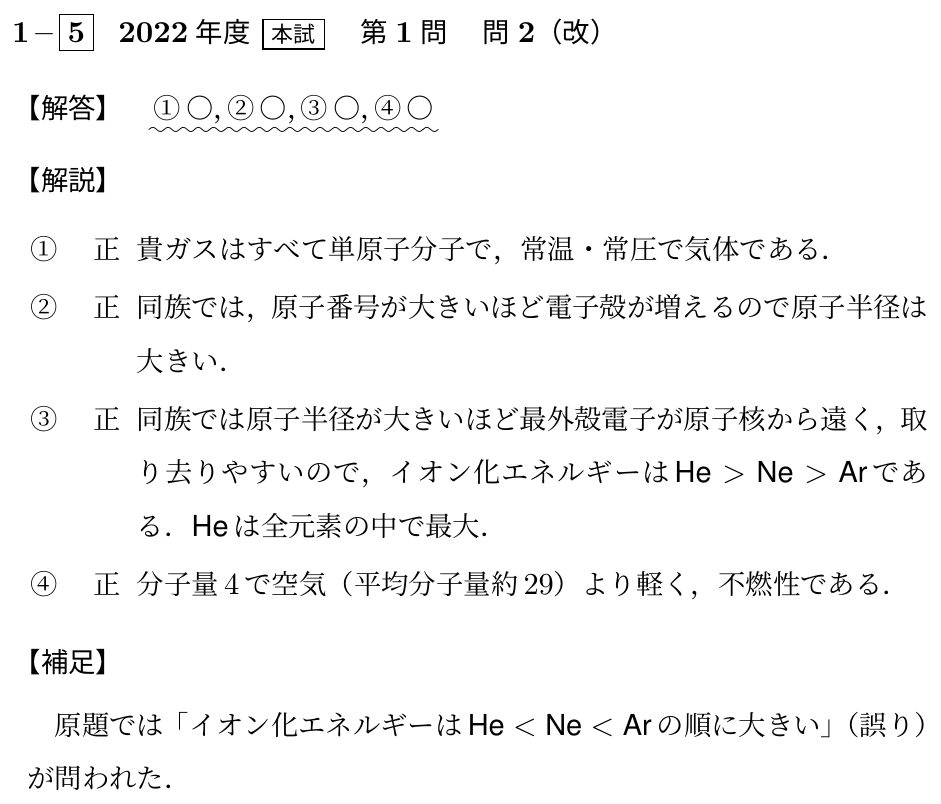 1–5 2022年度 本試 第1問 問2（改）
【解答】 ①○,②○,③○,④○
【解説】
① 正 貴ガスはすべて単原子分子で，常温・常圧で気体である．
② 正 同族では，原子番号が大きいほど電子殻が増えるので原子半径は
大きい．
③ 正 同族では原子半径が大きいほど最外殻電子が原子核から遠く，取
り去りやすいので，イオン化エネルギーはHe > Ne > Arであ
る．Heは全元素の中で最大．
④ 正 分子量4で空気（平均分子量約29）より軽く，不燃性である．
【補足】
原題では「イオン化エネルギーはHe < Ne < Arの順に大きい」（誤り）
が問われた．